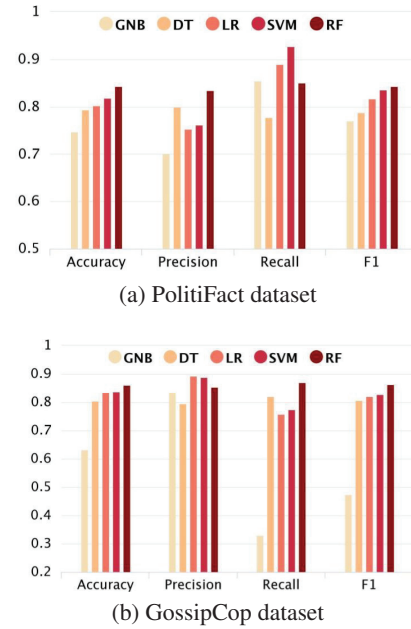 1
GNB DT LR SVM RF
0.9
0.8
0.7
0.6
0.5
Accuracy Precision Recall F1
(a) PolitiFact dataset
1
GNB DT LR SVM RF
0.9
0.8
0.7
0.6
0.5
0.4
0.3
0.2
Accuracy Precision Recall F1
(b) GossipCop dataset